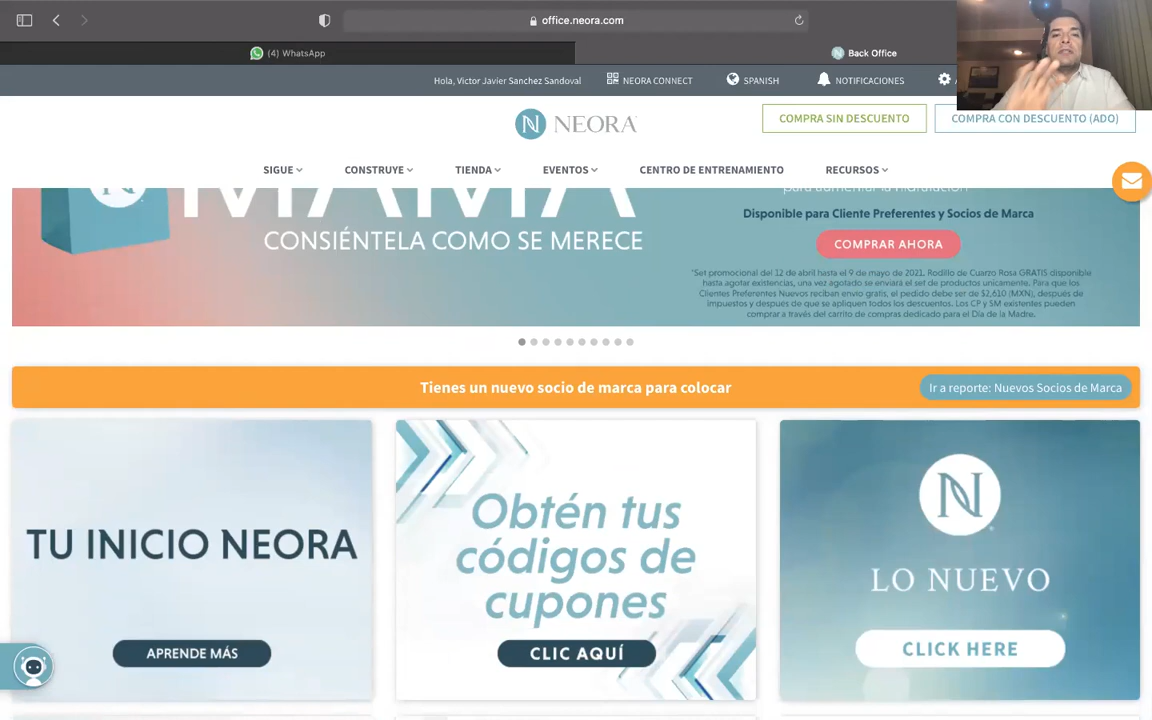 office.neora.com
(4) WhatsApp
Back Office
Hola, Victor Javier Sanchez Sandoval
NEORA CONNECT
SPANISH
NOTIFICACIONES
NEORA
COMPRA SIN DESCUENTO
COMPRA CON DESCUENTO (ADO)
SIGUE
CONSTRUYE
TIENDA
EVENTOS
CENTRO DE ENTRENAMIENTO
RECURSOS
MAMÁ
CONSIÉNTELA COMO SE MERECE
para aumentar la hidratación
Disponible para Cliente Preferentes y Socios de Marca
COMPRAR AHORA
*Set promocional del 12 de abril hasta el 9 de mayo de 2021. Rodillo de Cuarzo Rosa GRATIS disponible
hasta agotar existencias, una vez agotado se enviará el set de productos unicamente. Para que los
Clientes Preferentes Nuevos reciban envio gratis, el pedido debe ser de $2,610 (MXN), después de
impuestos y después de que se apliquen todos los descuentos. Los CP y SM existentes pueden
comprar a través del carrito de compras dedicado para el Día de la Madre.
Tienes un nuevo socio de marca para colocar
Ir a reporte: Nuevos Socios de Marca
TU INICIO NEORA
APRENDE MÁS
Obtén tus
códigos de
cupones
CLIC AQUÍ
N
LO NUEVO
CLICK HERE